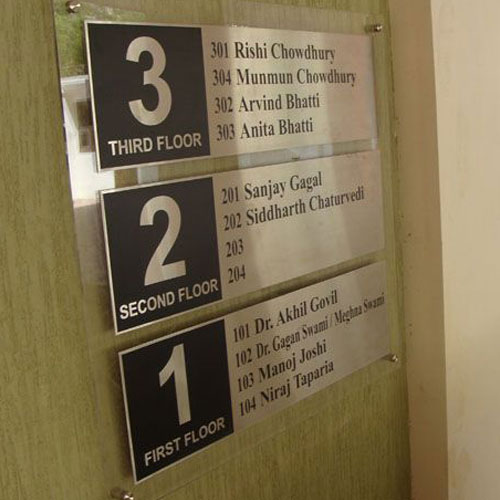 3
THIRD FLOOR
301 Rishi Chowdhury
304 Munmun Chowdhury
302 Arvind Bhatti
303 Anita Bhatti
2
SECOND FLOOR
201 Sanjay Gagal
202 Siddharth Chaturvedi
203
204
1
FIRST FLOOR
101 Dr. Akhil Govil
102 Dr. Gagan Swami / Meghna Swami
103 Manoj Joshi
104 Niraj Taparia